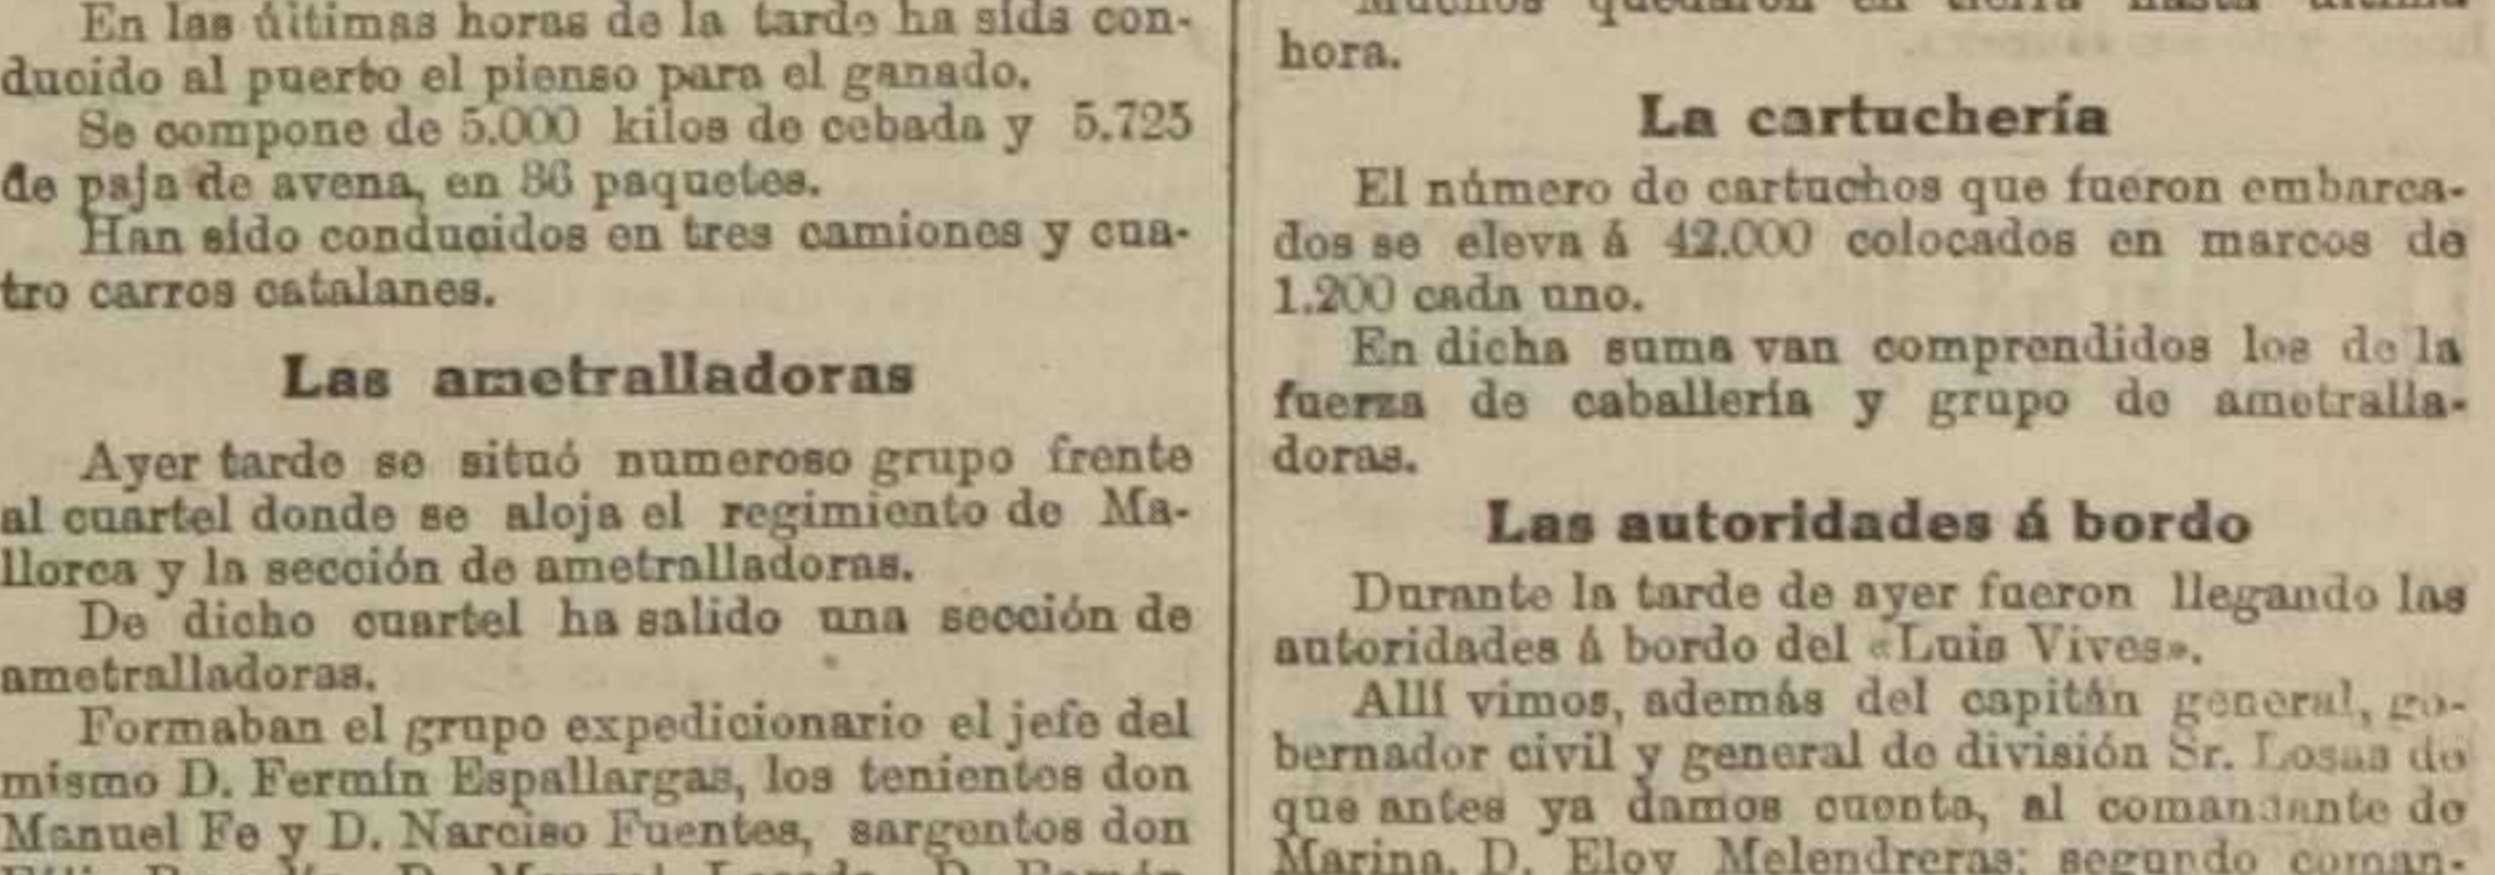 En las últimas horas de la tarde ha sids con-
ducido al puerto el pienso para el ganado.
Se compone de 5.000 kilos de cebada y 5.725
de paja de avena, en 86 paquetes.
Han sido conducidos en tres camiones y cua-
tro carros catalanes.
Las ametralladoras
Ayer tarde se situó numeroso grupo frente
al cuartel donde se aloja el regimiento de Ma-
llorca y la sección de ametralladoras.
De dicho cuartel ha salido una sección de
ametralladoras.
Formaban el grupo expedicionario el jefe del
mismo D. Fermín Espallargas, los tenientes don
Manuel Fe y D. Narciso Fuentes, sargentos don
Muchos quedaron en tierra hasta última
hora.
La cartuchería
El número de cartuchos que fueron embarca-
dos se eleva á 42.000 colocados en marcos de
1.200 cada uno.
En dicha suma van comprendidos los de la
fuerza de caballería y grupo de ametralla-
doras.
Las autoridades á bordo
Durante la tarde de ayer fueron llegando las
autoridades á bordo del «Luis Vives».
Allí vimos, además del capitán general, go-
bernador civil y general de división Sr. Losas de
que antes ya damos cuenta, al comandante de
Marina, D. Eloy Melendreras; segundo coman-